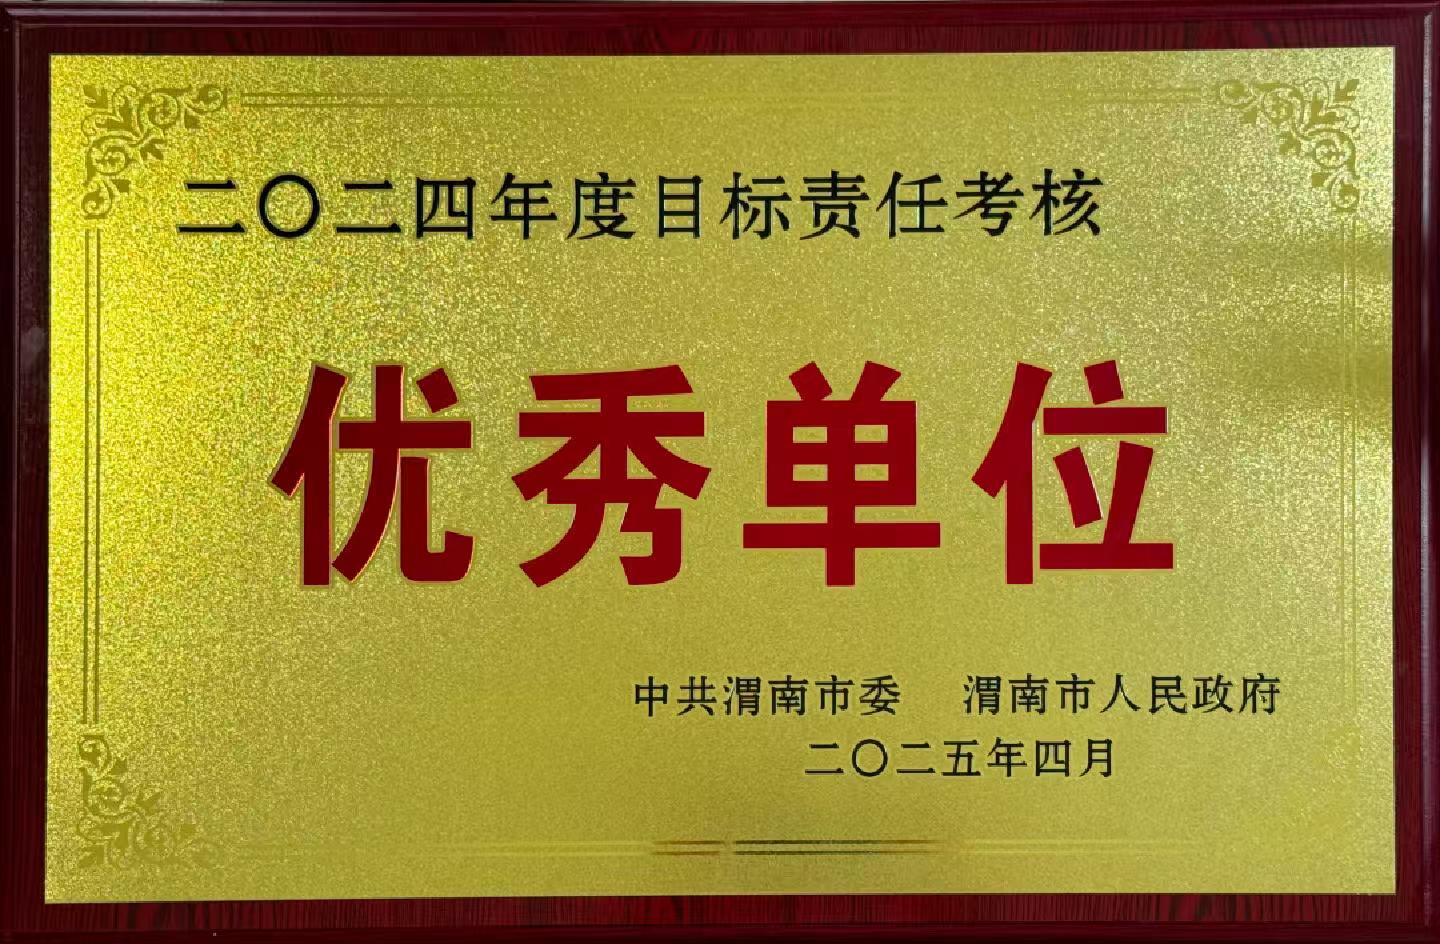 二〇二四年度目标责任考核
优秀单位
中共渭南市委 渭南市人民政府
二〇二五年四月